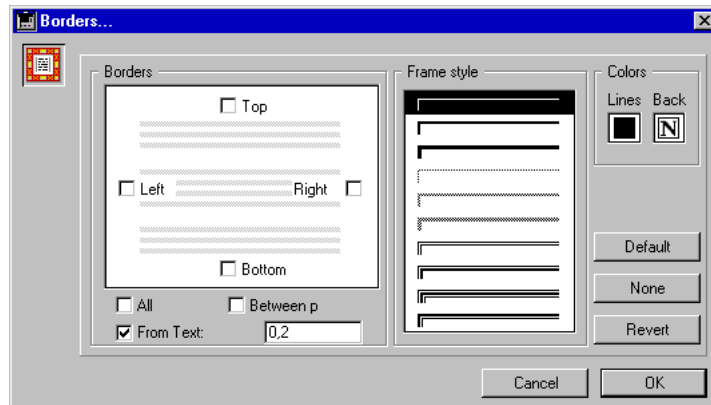 Borders...
Borders
Frame style
Colors
Top
Lines Back
N
Left Right
Bottom
Default
All Between p
None
From Text: 0,2
Revert
Cancel OK